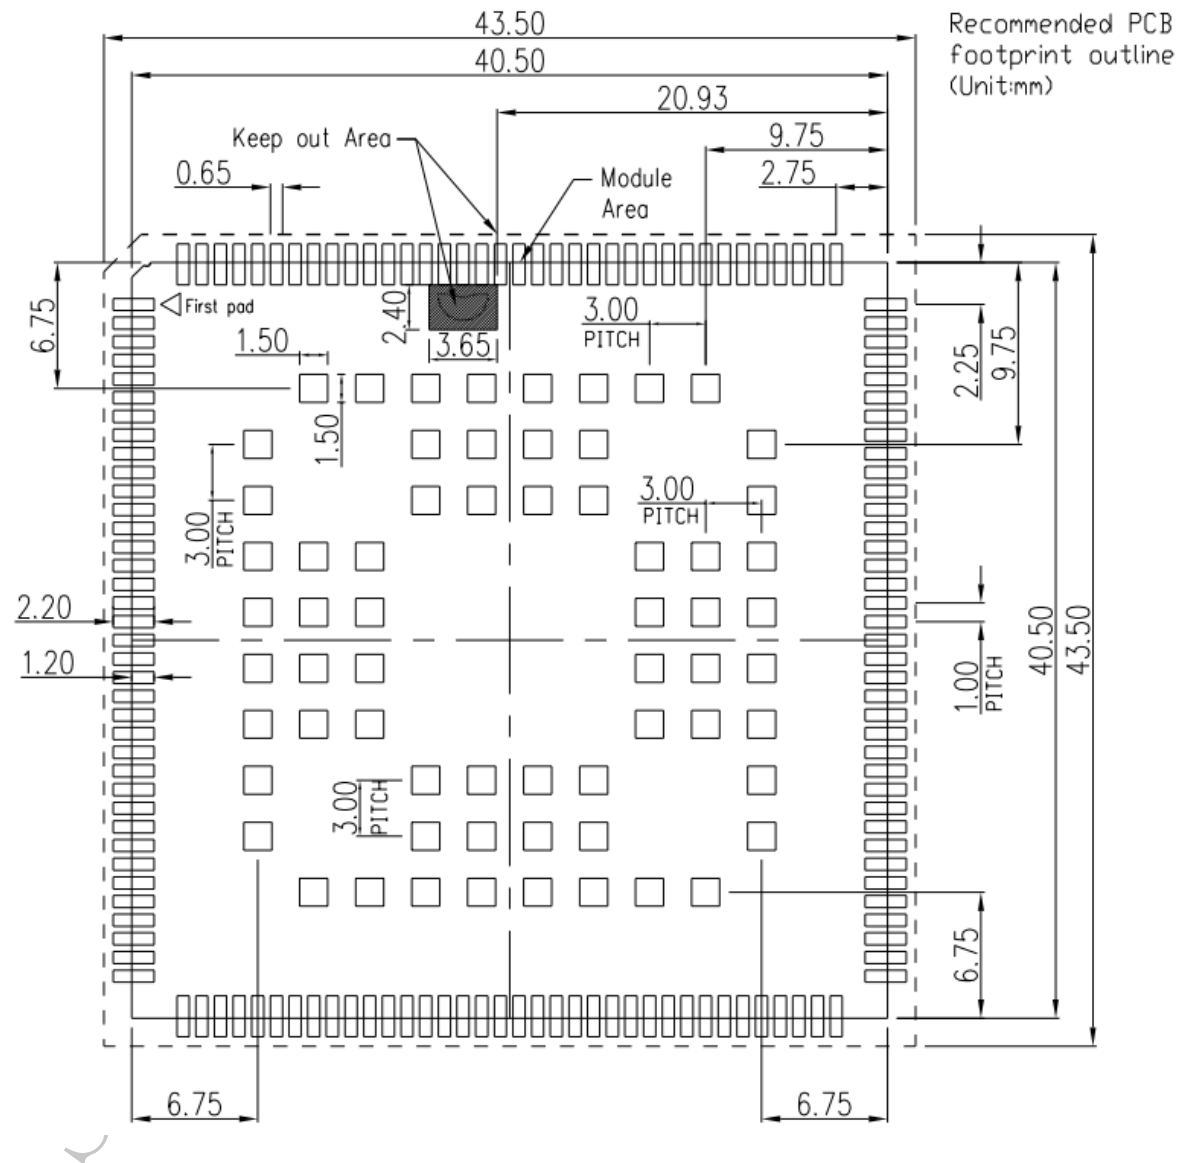 43.50
Recommended PCB
footprint outline
(Unit:mm)
40.50
20.93
Keep out Area
9.75
0.65
Module
Area
2.75
6.75
First pad
2.40
3.00
PITCH
1.50
3.65
2.25
9.75
1.50
3.00
PITCH
3.00
PITCH
2.20
1.20
1.00
PITCH
40.50
43.50
3.00
PITCH
6.75
6.75
6.75